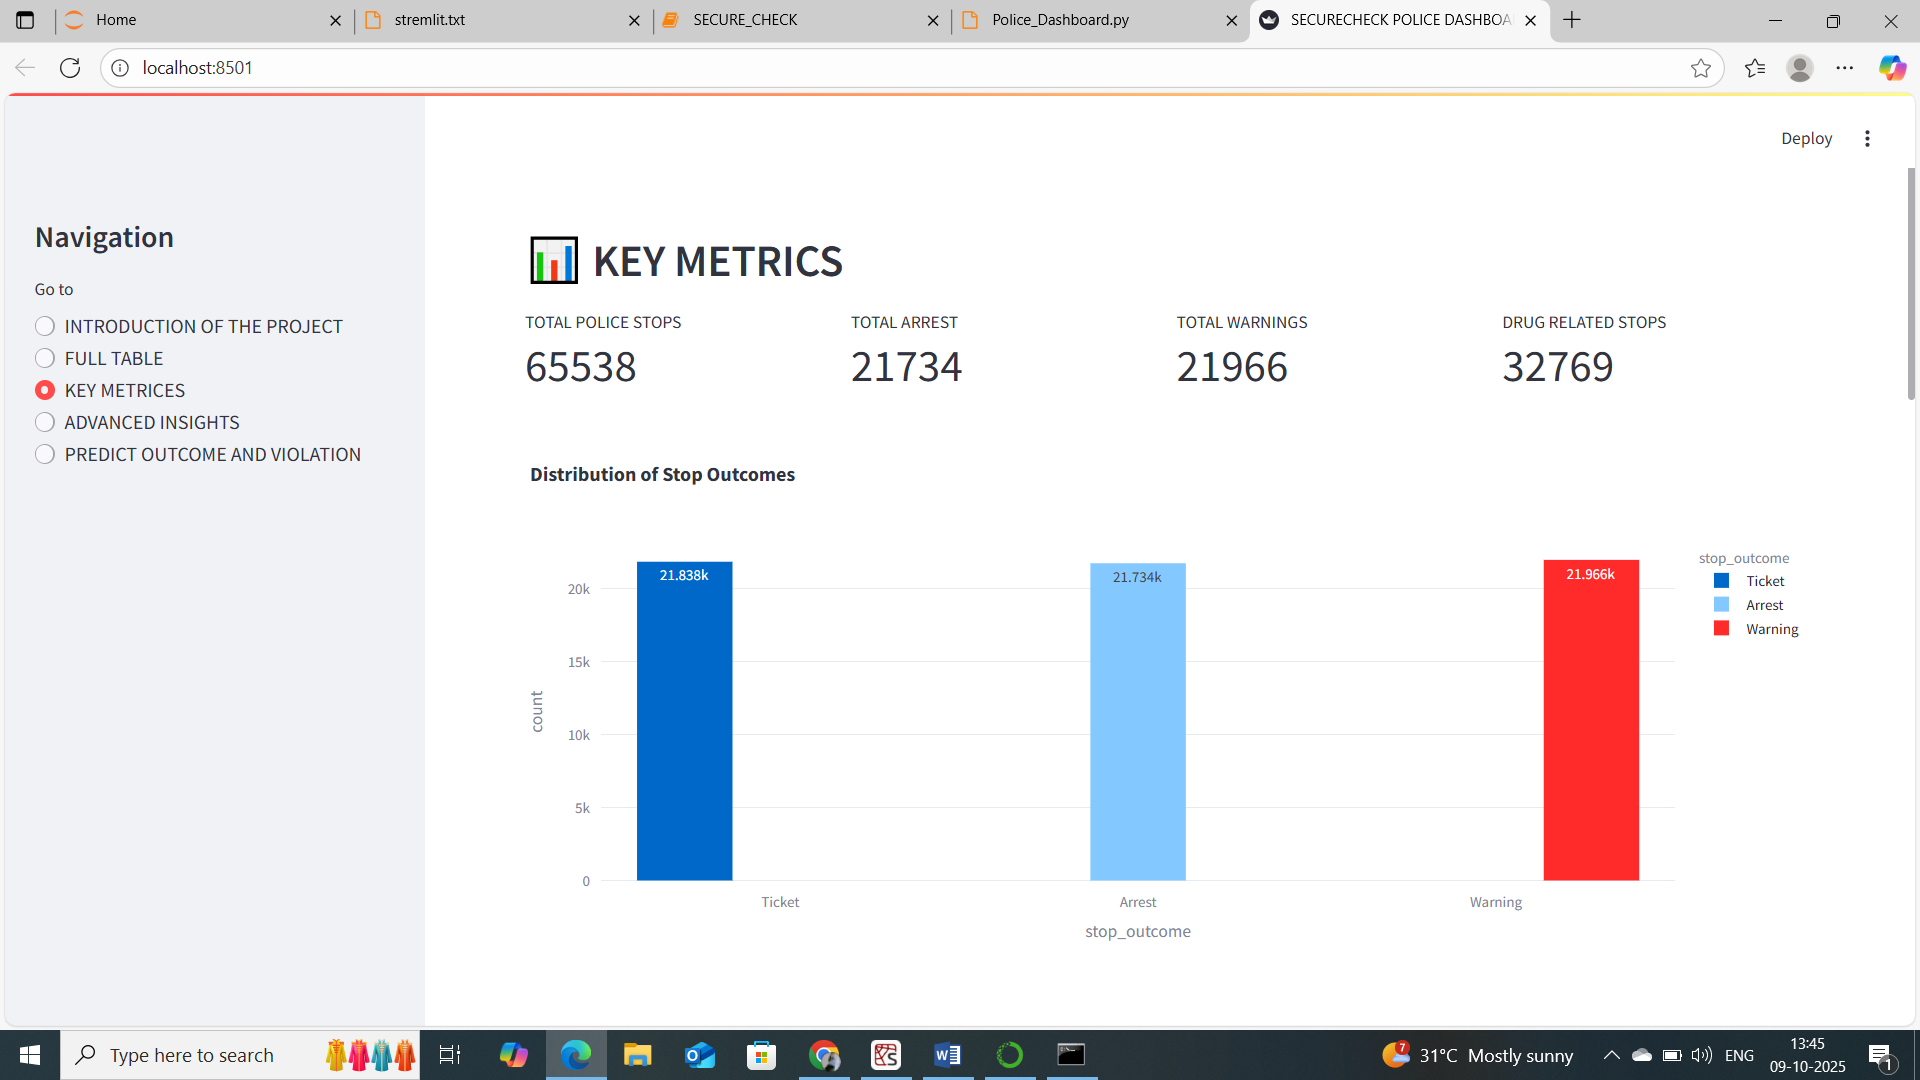 Home
stremlit.txt
SECURE_CHECK
Police_Dashboard.py
SECURECHECK POLICE DASHBOA
localhost:8501
Deploy
Navigation
Go to
INTRODUCTION OF THE PROJECT
FULL TABLE
KEY METRICES
ADVANCED INSIGHTS
PREDICT OUTCOME AND VIOLATION
KEY METRICS
TOTAL POLICE STOPS
65538
TOTAL ARREST
21734
TOTAL WARNINGS
21966
DRUG RELATED STOPS
32769
Distribution of Stop Outcomes
21.838k
21.734k
21.966k
20k
15k
10k
5k
0
count
Ticket
Arrest
Warning
stop_outcome
stop_outcome
Ticket
Arrest
Warning
Type here to search
7
31°C Mostly sunny
ENG
13:45
09-10-2025
1